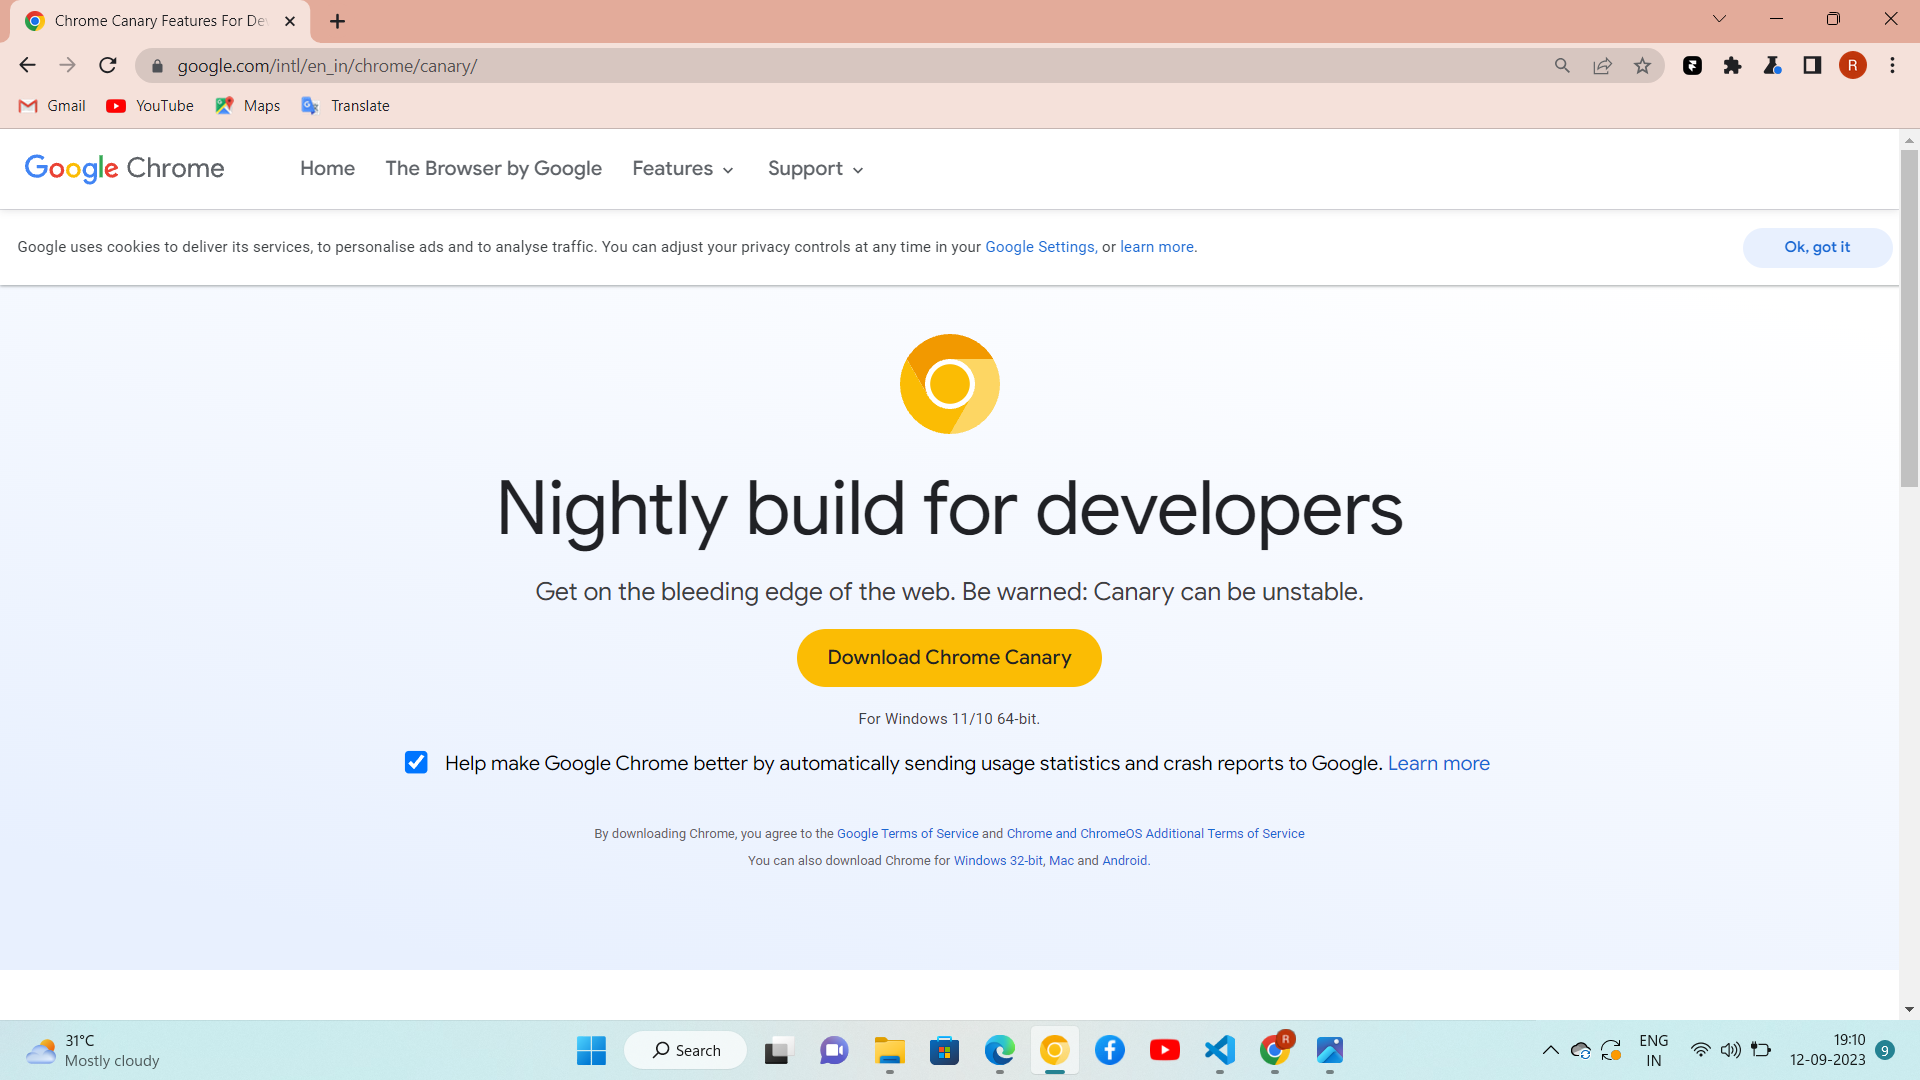 Chrome Canary Features For Dev
google.com/intl/en_in/chrome/canary/
R
Gmail
YouTube
Maps
Translate
Google Chrome
Home
The Browser by Google
Features
Support
Google uses cookies to deliver its services, to personalise ads and to analyse traffic. You can adjust your privacy controls at any time in your Google Settings, or learn more.
Ok, got it
Nightly build for developers
Get on the bleeding edge of the web. Be warned: Canary can be unstable.
Download Chrome Canary
For Windows 11/10 64-bit.
Help make Google Chrome better by automatically sending usage statistics and crash reports to Google. Learn more
By downloading Chrome, you agree to the Google Terms of Service and Chrome and ChromeOS Additional Terms of Service
You can also download Chrome for Windows 32-bit, Mac and Android.
31°C
Mostly cloudy
Search
R
ENG
IN
19:10
12-09-2023
9